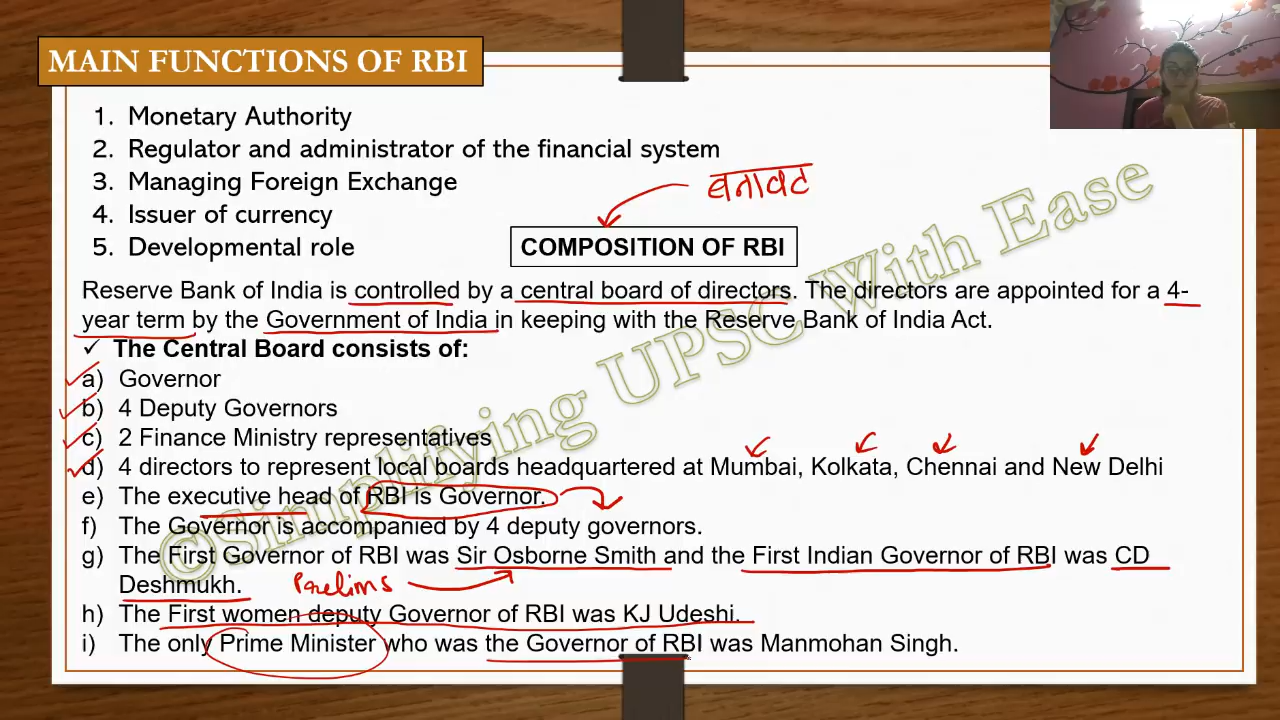 MAIN FUNCTIONS OF RBI
1. Monetary Authority
2. Regulator and administrator of the financial system
3. Managing Foreign Exchange
बनावट
4. Issuer of currency
5. Developmental role
COMPOSITION OF RBI
Reserve Bank of India is controlled by a central board of directors. The directors are appointed for a 4-
year term by the Government of India in keeping with the Reserve Bank of India Act.
✓ The Central Board consists of:
a) Governor
b) 4 Deputy Governors
c) 2 Finance Ministry representatives
d) 4 directors to represent local boards headquartered at Mumbai, Kolkata, Chennai and New Delhi
e) The executive head of RBI is Governor.
f) The Governor is accompanied by 4 deputy governors.
g) The First Governor of RBI was Sir Osborne Smith and the First Indian Governor of RBI was CD
Deshmukh.
Prelims
h) The First women deputy Governor of RBI was KJ Udeshi.
i) The only Prime Minister who was the Governor of RBI was Manmohan Singh.
©Simplifying UPSC With Ease